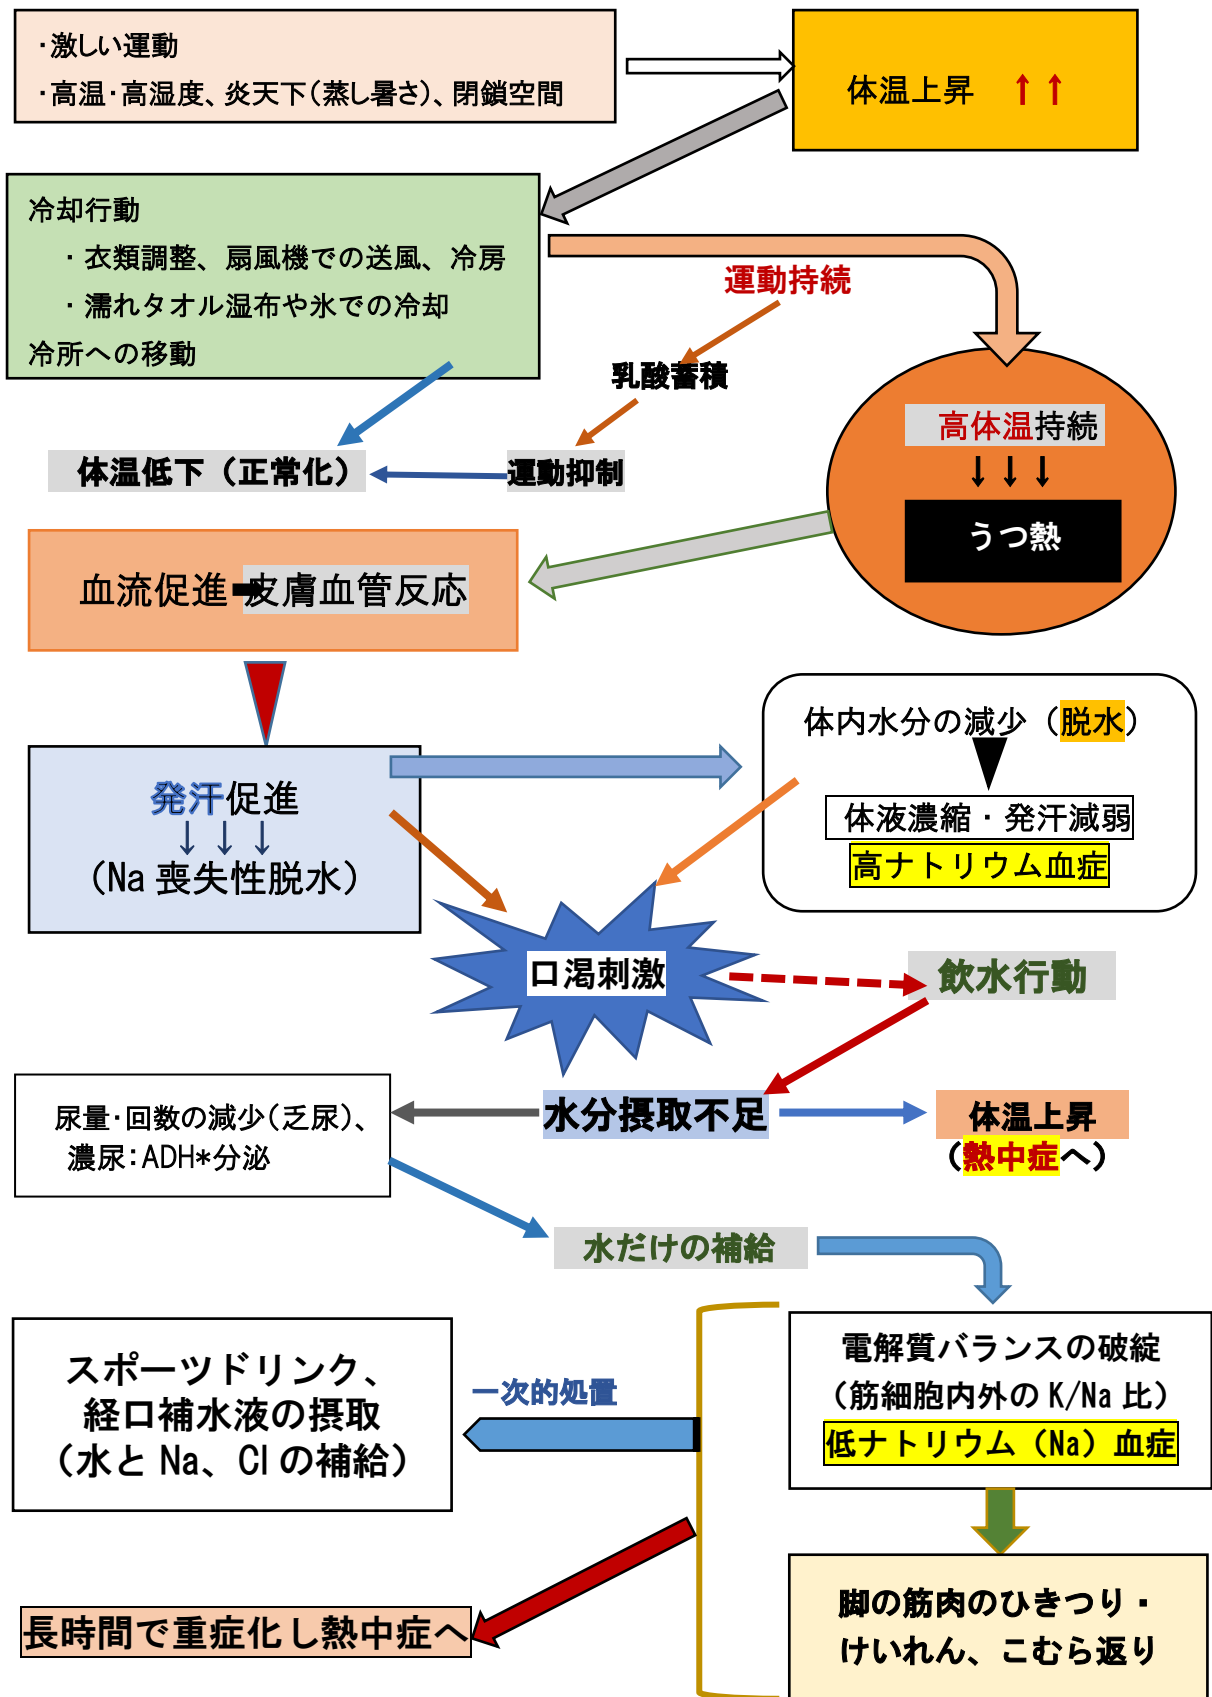 ・激しい運動
・高温・高湿度、炎天下(蒸し暑さ)、閉鎖空間
体温上昇 ↑↑
冷却行動
・衣類調整、扇風機での送風、冷房
・濡れタオル湿布や氷での冷却
冷所への移動
運動持続
乳酸蓄積
運動抑制
体温低下（正常化）
高体温持続
↓↓↓
うつ熱
血流促進➡皮膚血管反応
体内水分の減少（脱水）
体液濃縮・発汗減弱
高ナトリウム血症
発汗促進
↓↓↓
（Na喪失性脱水）
口渇刺激
飲水行動
水分摂取不足
尿量・回数の減少(乏尿)、
濃尿：ADH*分泌
体温上昇
（熱中症へ）
水だけの補給
電解質バランスの破綻
（筋細胞内外のK/Na比）
低ナトリウム（Na）血症
一次的処置
スポーツドリンク、
経口補水液の摂取
（水とNa、Clの補給）
長時間で重症化し熱中症へ
脚の筋肉のひきつり・
けいれん、こむら返り